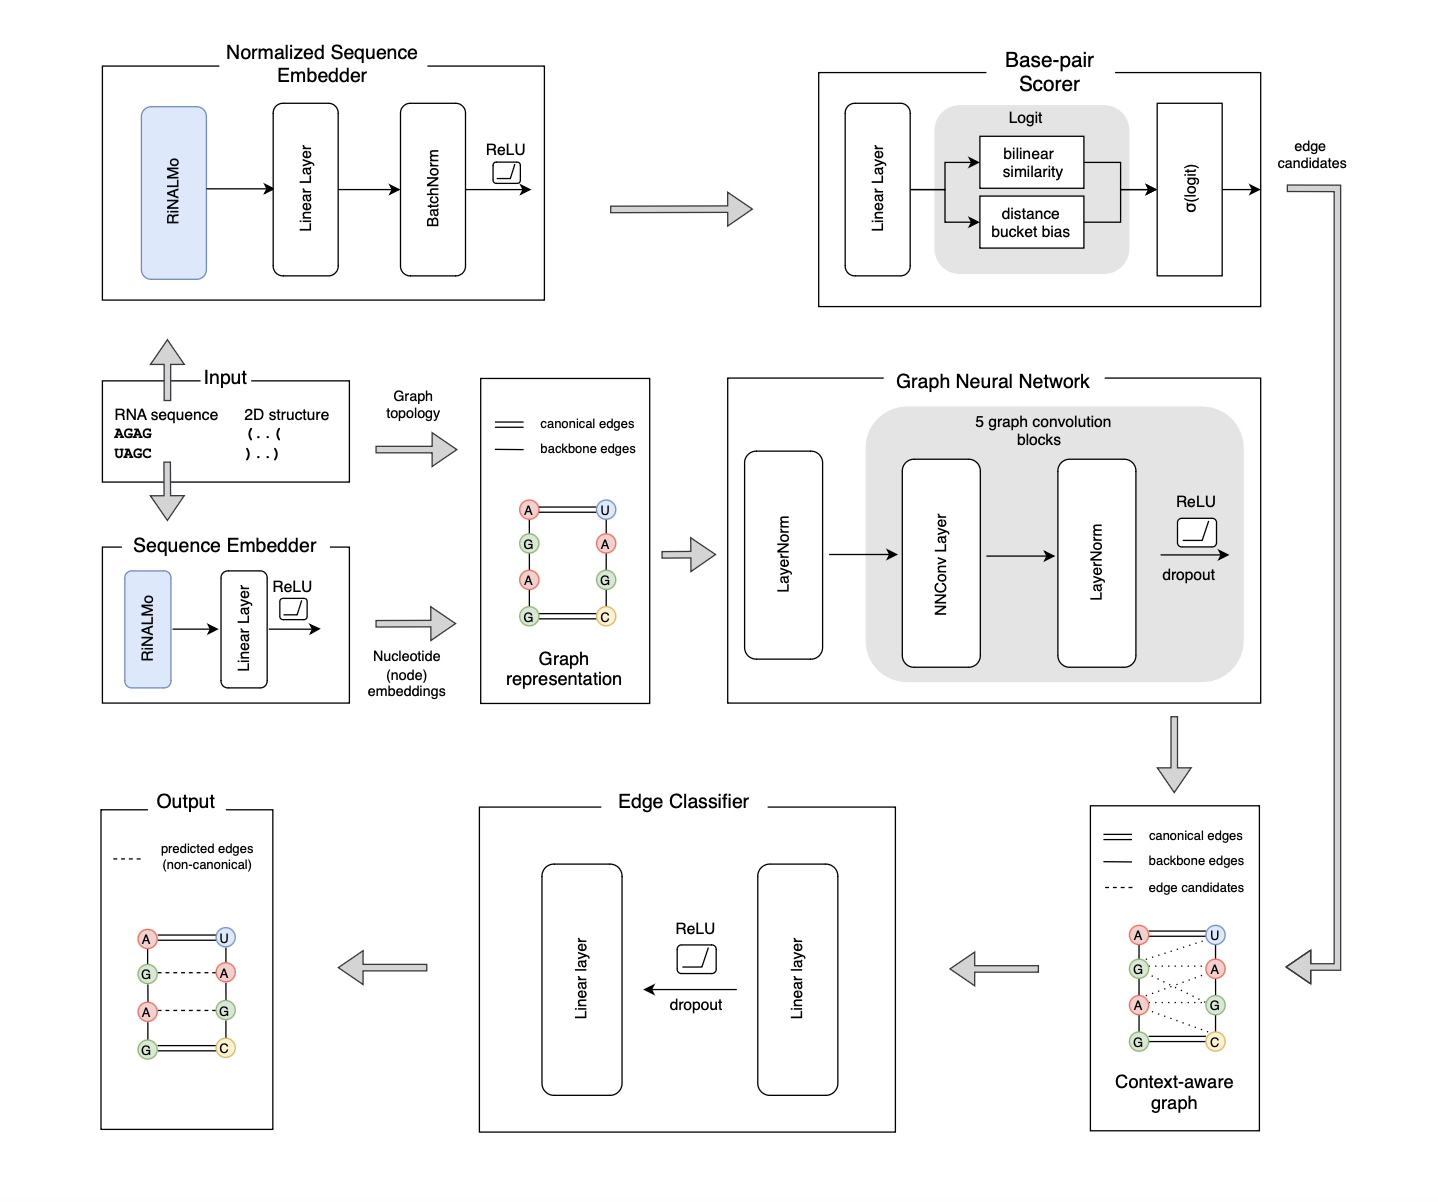 Normalized Sequence
Embedder
RiNALMo
Linear Layer
BatchNorm
ReLU
Base-pair
Scorer
Linear Layer
Logit
bilinear
similarity
distance
bucket bias
σ(logit)
edge
candidates
Input
RNA sequence
AGAG
UAGC
2D structure
(..(
)..)
Graph
topology
Sequence Embedder
RiNALMo
Linear Layer
ReLU
Nucleotide
(node)
embeddings
canonical edges
backbone edges
A U
G A
A G
G C
Graph
representation
Graph Neural Network
LayerNorm
5 graph convolution
blocks
NNConv Layer
LayerNorm
ReLU
dropout
canonical edges
backbone edges
edge candidates
A U
G A
A G
G C
Context-aware
graph
Edge Classifier
Linear layer
ReLU
dropout
Linear layer
Output
predicted edges
(non-canonical)
A U
G A
A G
G C